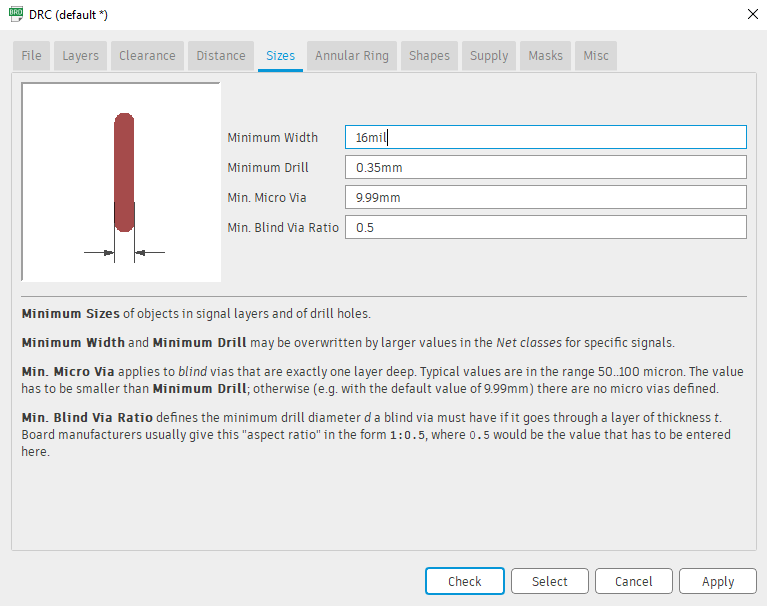 DRC (default *)
File Layers Clearance Distance Sizes Annular Ring Shapes Supply Masks Misc
Minimum Width 16mil
Minimum Drill 0.35mm
Min. Micro Via 9.99mm
Min. Blind Via Ratio 0.5
Minimum Sizes of objects in signal layers and of drill holes.
Minimum Width and Minimum Drill may be overwritten by larger values in the Net classes for specific signals.
Min. Micro Via applies to blind vias that are exactly one layer deep. Typical values are in the range 50..100 micron. The value
has to be smaller than Minimum Drill; otherwise (e.g. with the default value of 9.99mm) there are no micro vias defined.
Min. Blind Via Ratio defines the minimum drill diameter d a blind via must have if it goes through a layer of thickness t.
Board manufacturers usually give this "aspect ratio" in the form 1:0.5, where 0.5 would be the value that has to be entered
here.
Check Select Cancel Apply